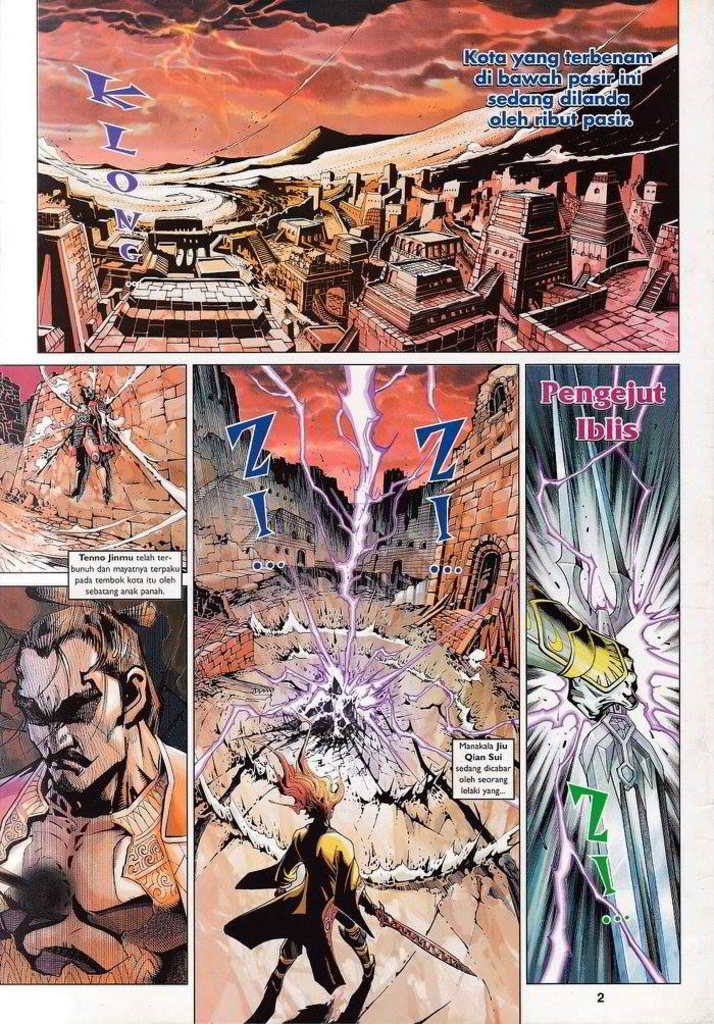 Kota yang terbenam
di bawah pasir ini
sedang dilanda
oleh ribut pasir.
KLONG...
Tenno Jinmu telah ter-
bunuh dan mayatnya terpaku
pada tembok kota itu oleh
sebatang anak panah.
ZI...
ZI...
Manakala Jiu
Qian Sui
sedang dicabar
oleh seorang
lelaki yang...
Pengejut
Iblis
ZI...
2